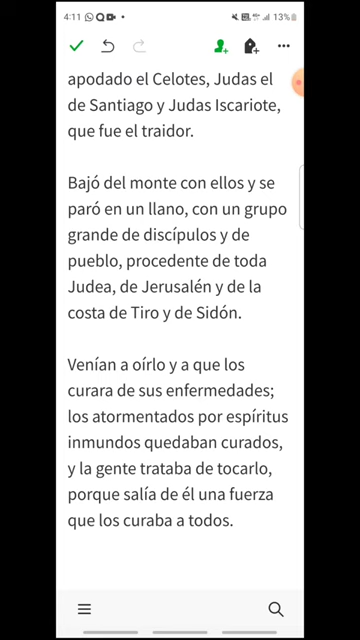 4:11 13%
apodado el Celotes, Judas el
de Santiago y Judas Iscariote,
que fue el traidor.
Bajó del monte con ellos y se
paró en un llano, con un grupo
grande de discípulos y de
pueblo, procedente de toda
Judea, de Jerusalén y de la
costa de Tiro y de Sidón.
Venían a oírlo y a que los
curara de sus enfermedades;
los atormentados por espíritus
inmundos quedaban curados,
y la gente trataba de tocarlo,
porque salía de él una fuerza
que los curaba a todos.